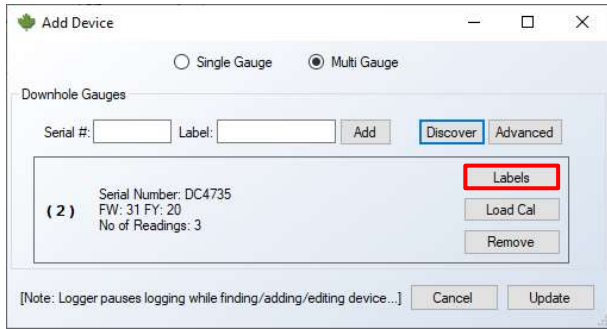 Add Device
Single Gauge Multi Gauge
Downhole Gauges
Serial #: Label: Add Discover Advanced
Labels
( 2 )
Serial Number: DC4735
FW: 31 FY: 20
No of Readings: 3
Load Cal
Remove
[Note: Logger pauses logging while finding/adding/editing device...] Cancel Update